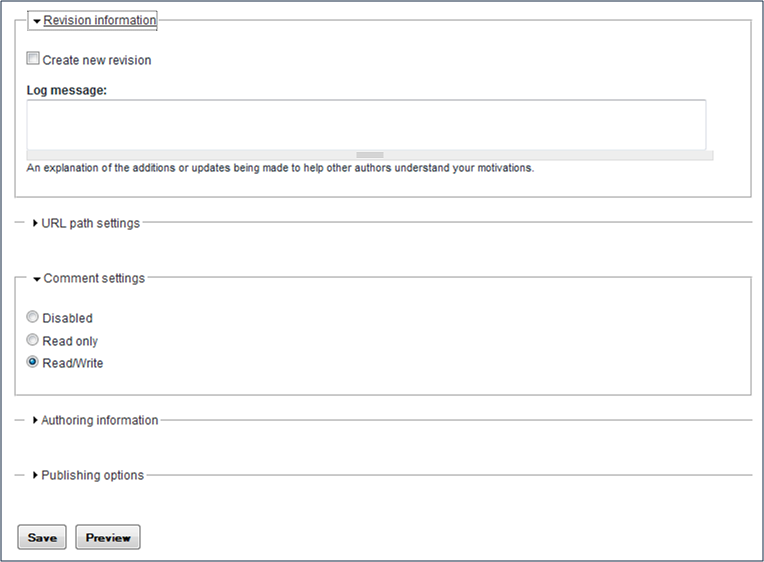 Revision information
Create new revision
Log message:
An explanation of the additions or updates being made to help other authors understand your motivations.
URL path settings
Comment settings
Disabled
Read only
Read/Write
Authoring information
Publishing options
Save Preview